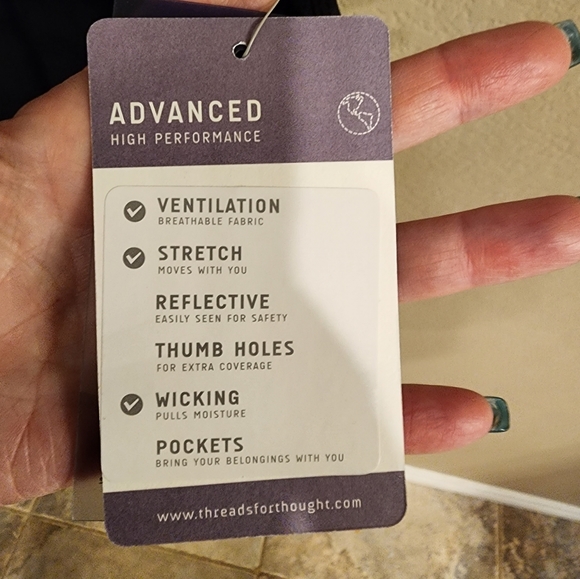 ADVANCED
HIGH PERFORMANCE
VENTILATION
BREATHABLE FABRIC
STRETCH
MOVES WITH YOU
REFLECTIVE
EASILY SEEN FOR SAFETY
THUMB HOLES
FOR EXTRA COVERAGE
WICKING
PULLS MOISTURE
POCKETS
BRING YOUR BELONGINGS WITH YOU
www.threadsforthought.com